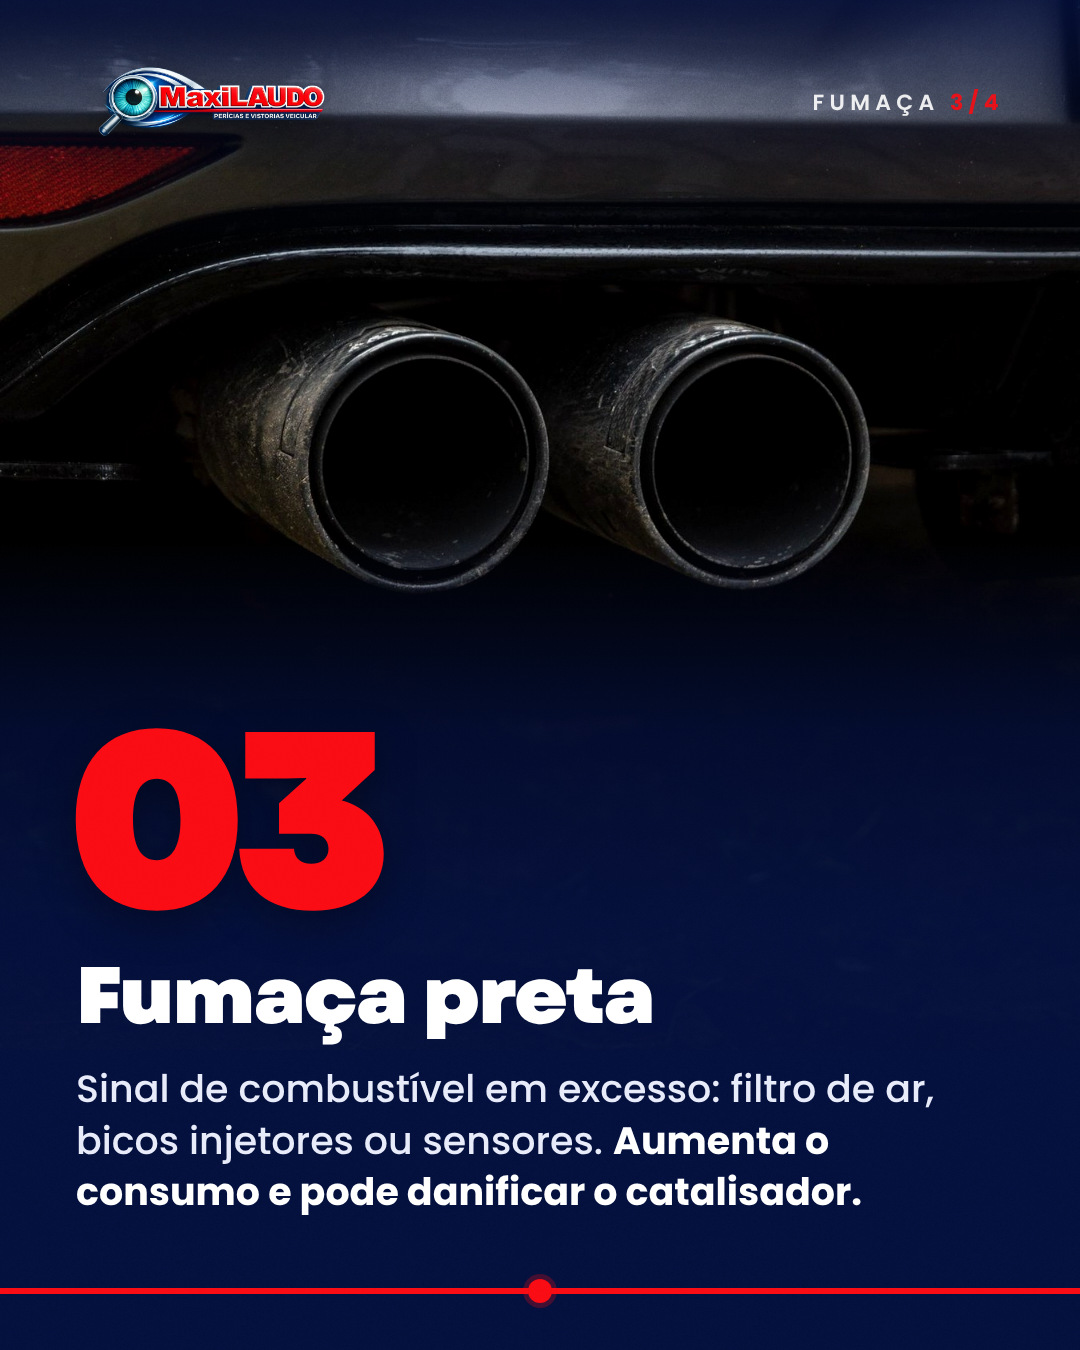 MaxiLAUDO
PERÍCIAS E VISTORIAS VEICULAR
FUMAÇA 3/4
03
Fumaça preta
Sinal de combustível em excesso: filtro de ar,
bicos injetores ou sensores. Aumenta o
consumo e pode danificar o catalisador.